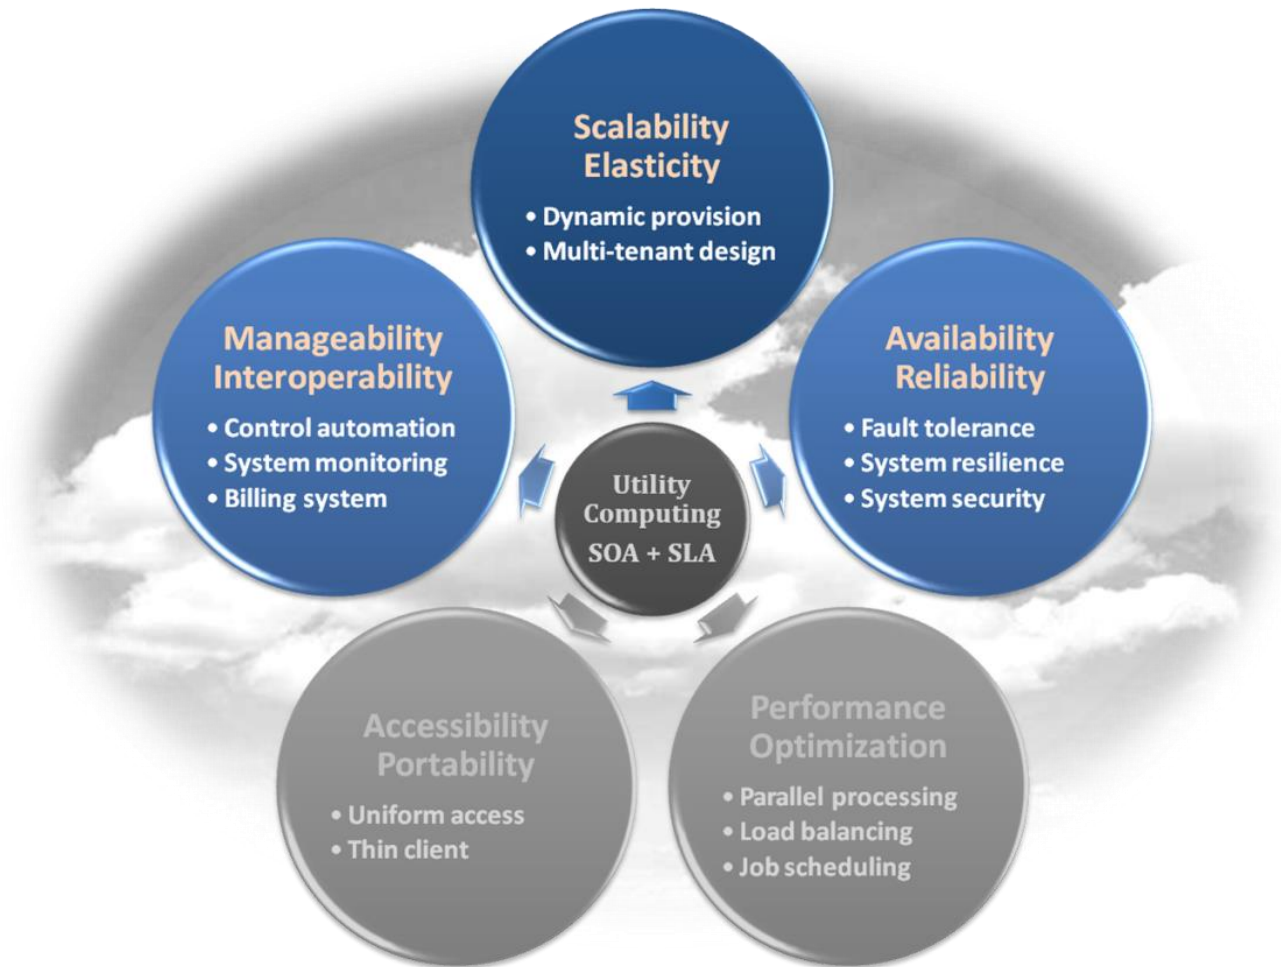 Scalability
Elasticity
• Dynamic provision
• Multi-tenant design
Manageability
Interoperability
• Control automation
• System monitoring
• Billing system
Availability
Reliability
• Fault tolerance
• System resilience
• System security
Utility
Computing
SOA + SLA
Accessibility
Portability
• Uniform access
• Thin client
Performance
Optimization
• Parallel processing
• Load balancing
• Job scheduling